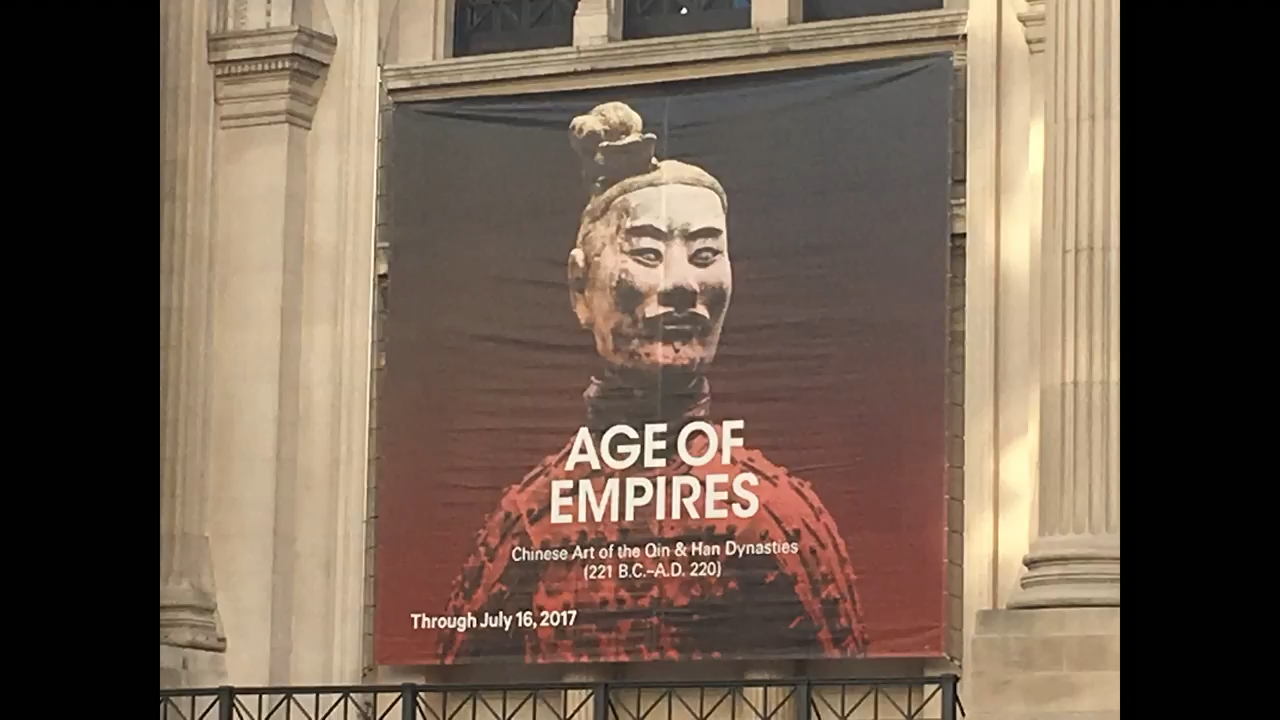 AGE OF
EMPIRES
Chinese Art of the Qin & Han Dynasties
(221 B.C.–A.D. 220)
Through July 16, 2017